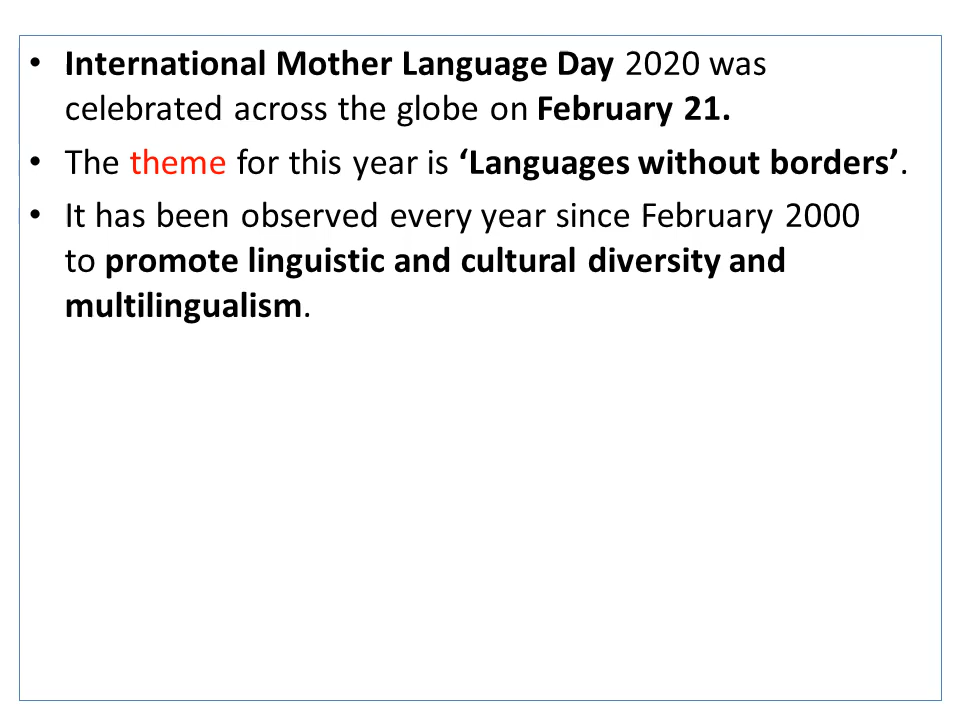 • International Mother Language Day 2020 was
celebrated across the globe on February 21.
• The theme for this year is ‘Languages without borders’.
• It has been observed every year since February 2000
to promote linguistic and cultural diversity and
multilingualism.